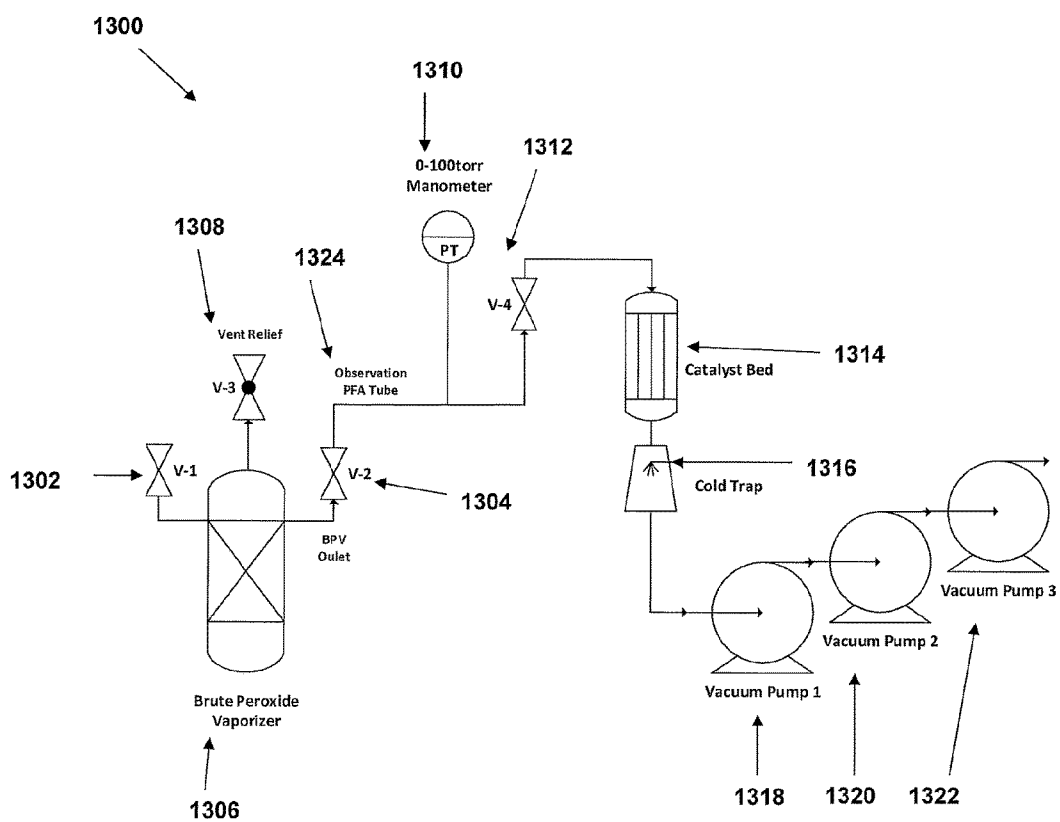 1300
1310
0-100torr
Manometer
1312
1308
1324
PT
Vent Relief
V-4
Observation
PFA Tube
V-3
1314
Catalyst Bed
1302
V-1
V-2
1304
1316
Cold Trap
BPV
Oulet
Vacuum Pump 3
Vacuum Pump 2
Vacuum Pump 1
Brute Peroxide
Vaporizer
1306
1318
1320
1322